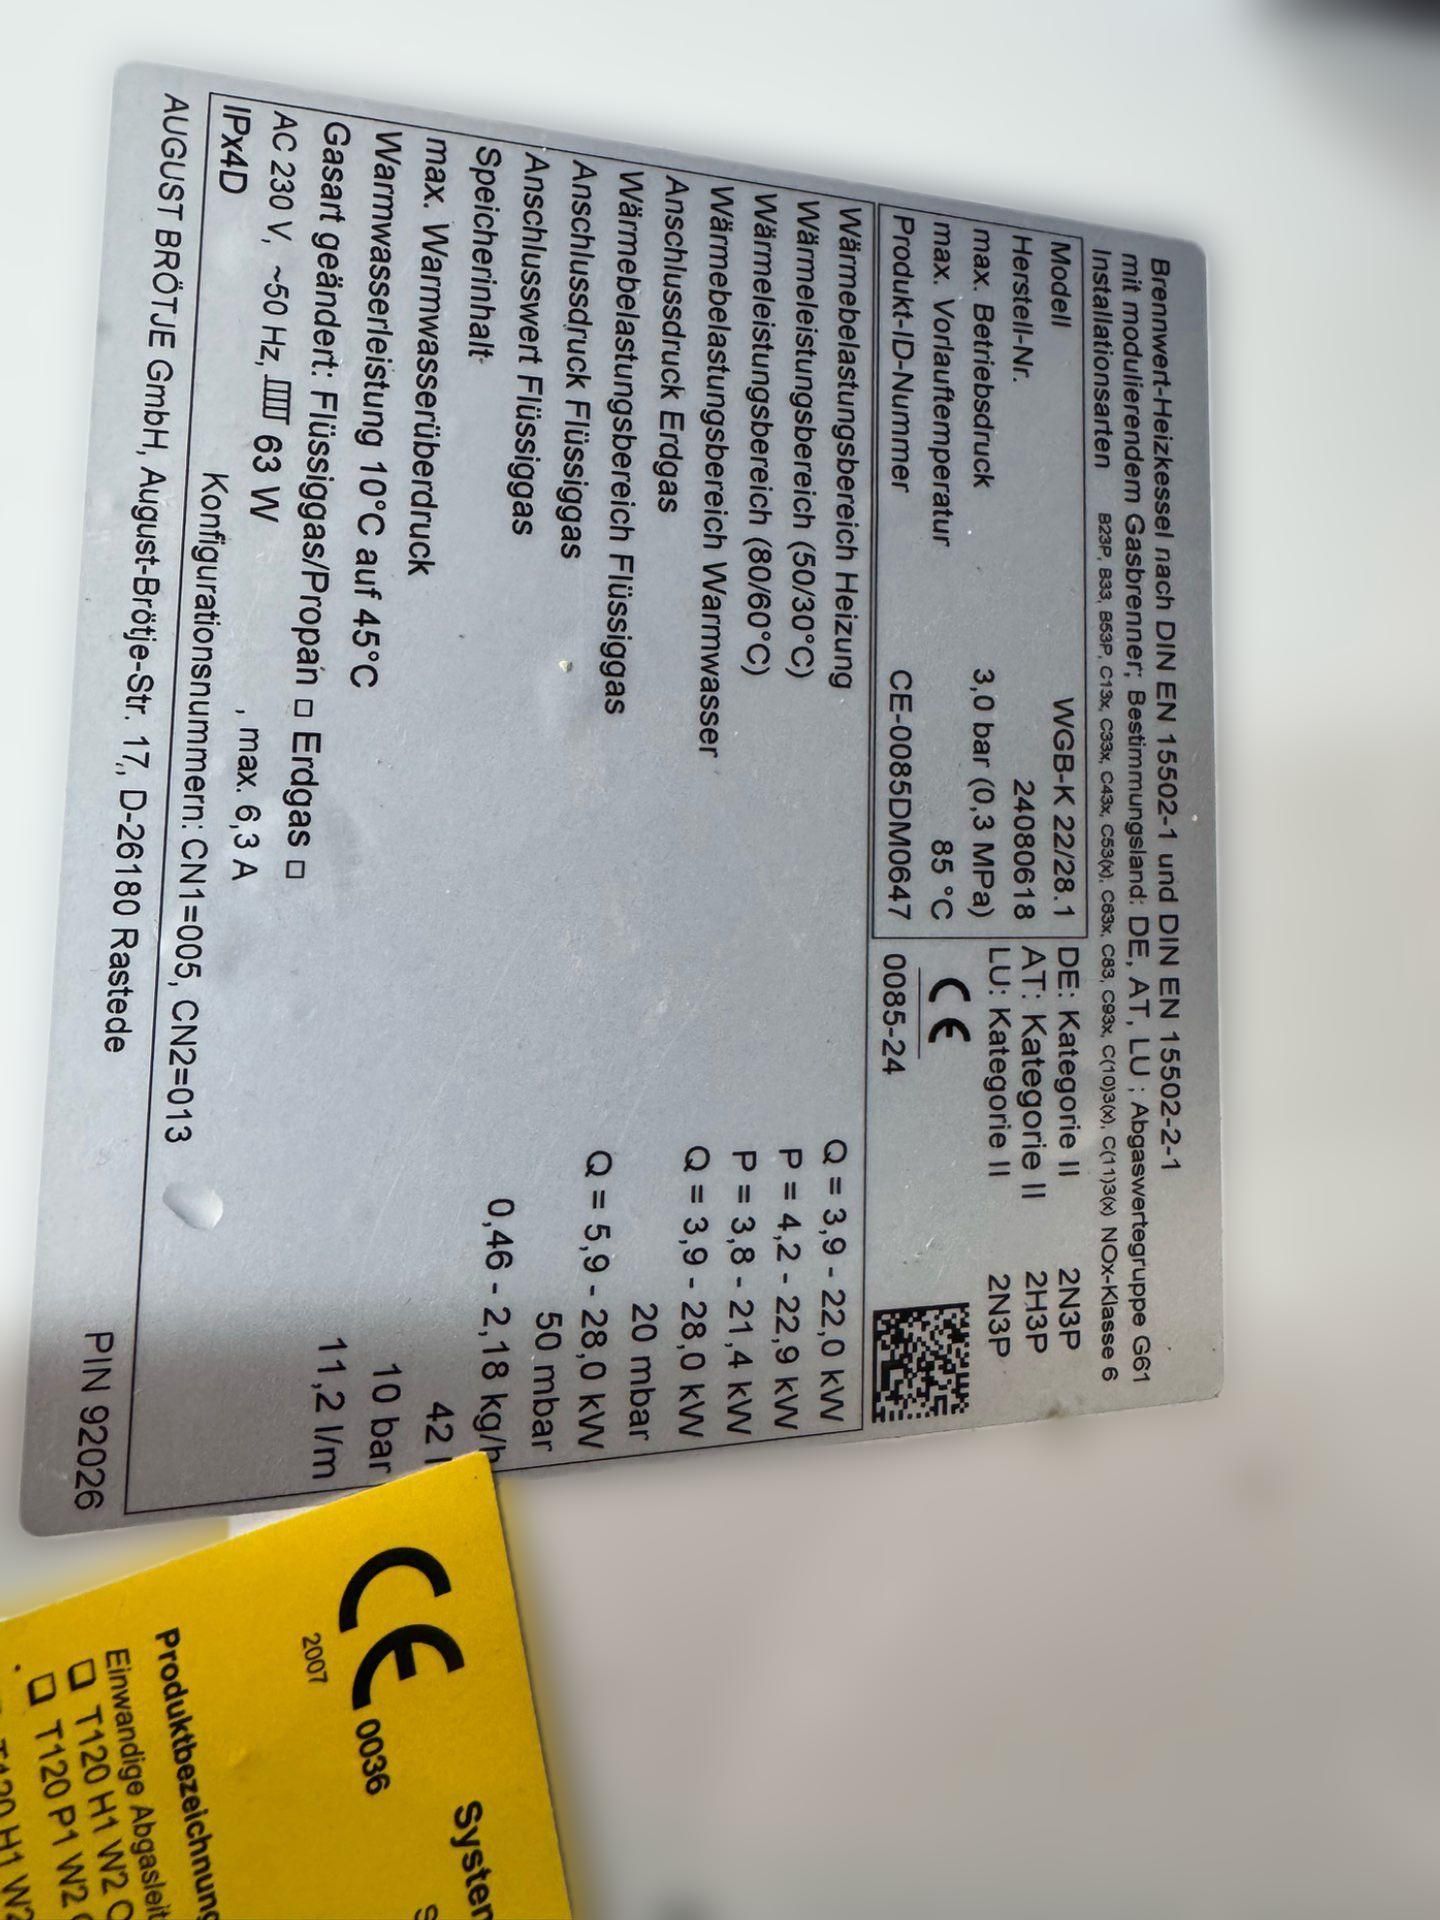 Brennwert-Heizkessel nach DIN EN 15502-1 und DIN EN 15502-2-1
mit modulierendem Gasbrenner; Bestimmungsland: DE, AT, LU ; Abgaswertegruppe G61
Installationsarten B23P, B33, B53P, C13x, C33x, C43x, C53(x), C63x, C83, C93x, C(10)3(x), C(11)3(x) NOx-Klasse 6
Modell WGB-K 22/28.1 DE: Kategorie II 2N3P
Herstell-Nr. 24080618 AT: Kategorie II 2H3P
max. Betriebsdruck 3,0 bar (0,3 MPa) LU: Kategorie II 2N3P
max. Vorlauftemperatur 85 °C CE
Produkt-ID-Nummer CE-0085DM0647 0085-24
Wärmebelastungsbereich Heizung Q = 3,9 - 22,0 kW
Wärmeleistungsbereich (50/30°C) P = 4,2 - 22,9 kW
Wärmeleistungsbereich (80/60°C) P = 3,8 - 21,4 kW
Wärmebelastungsbereich Warmwasser Q = 3,9 - 28,0 kW
Anschlussdruck Erdgas 20 mbar
Wärmebelastungsbereich Flüssiggas Q = 5,9 - 28,0 kW
Anschlussdruck Flüssiggas 50 mbar
Anschlusswert Flüssiggas 0,46 - 2,18 kg/h
Speicherinhalt 42 l
max. Warmwasserüberdruck 10 bar
Warmwasserleistung 10°C auf 45°C 11,2 l/m
Gasart geändert: Flüssiggas/Propan □ Erdgas □
AC 230 V, ~50 Hz, 63 W , max. 6,3 A
IPx4D Konfigurationsnummern: CN1=005, CN2=013
AUGUST BRÖTJE GmbH, August-Brötje-Str. 17,, D-26180 Rastede PIN 92026
CE 0036
2007
System
Produktbezeichnung
Einwandige Abgasleit
□ T120 H1 W2 O
□ T120 P1 W2
T120 H1 W2